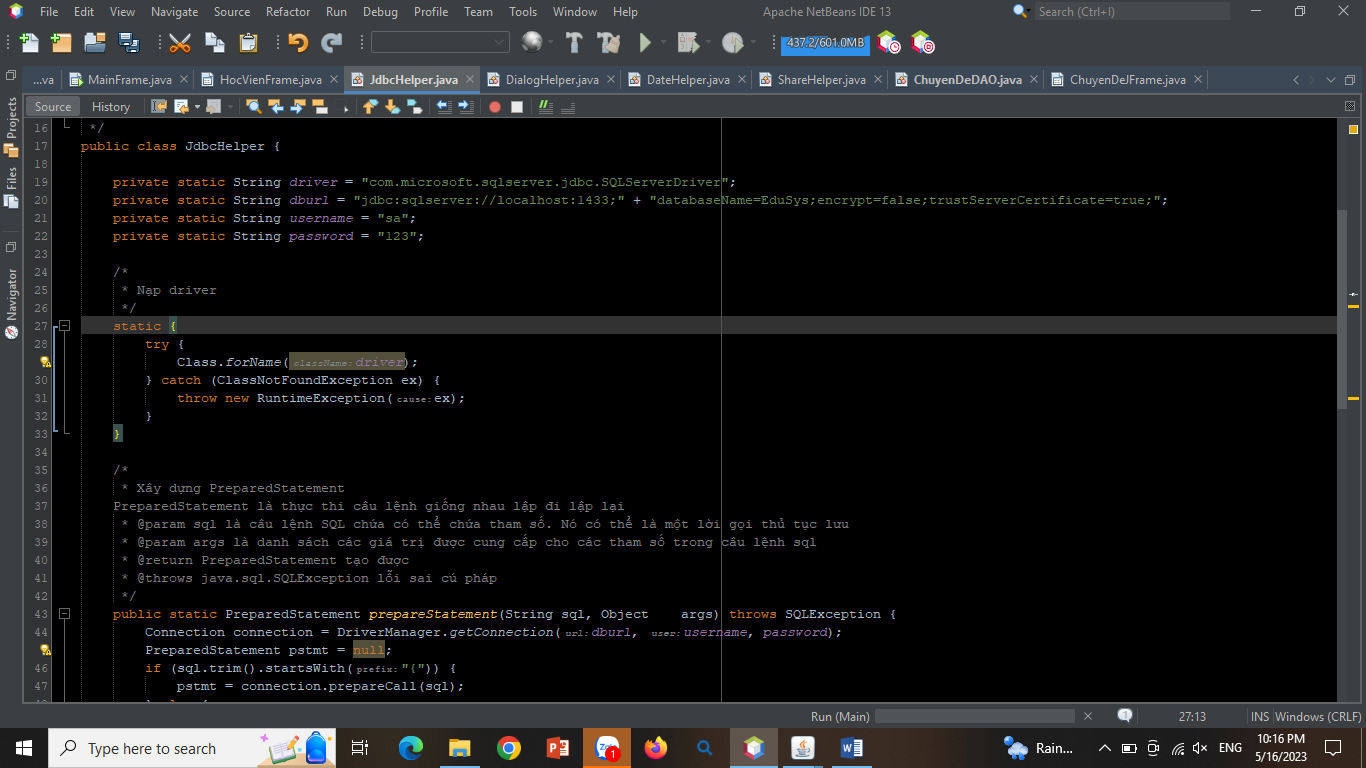 File Edit View Navigate Source Refactor Run Debug Profile Team Tools Window Help Apache NetBeans IDE 13 Search (Ctrl+I)
437.2/601.0MB
...va MainFrame.java HocVienFrame.java JdbcHelper.java DialogHelper.java DateHelper.java ShareHelper.java ChuyenDeDAO.java ChuyenDeJFrame.java
Source History
Projects
Files
Navigator
16 */
17 public class JdbcHelper {
18
19 private static String driver = "com.microsoft.sqlserver.jdbc.SQLServerDriver";
20 private static String dburl = "jdbc:sqlserver://localhost:1433;" + "databaseName=EduSys;encrypt=false;trustServerCertificate=true;";
21 private static String username = "sa";
22 private static String password = "123";
23
24 /*
25 * Nạp driver
26 */
27 static {
28 try {
Class.forName(className:driver);
30 } catch (ClassNotFoundException ex) {
31 throw new RuntimeException(cause:ex);
32 }
33 }
34
35 /*
36 * Xây dựng PreparedStatement
37 PreparedStatement là thực thi câu lệnh giống nhau lập đi lập lại
38 * @param sql là câu lệnh SQL chứa có thể chứa tham số. Nó có thể là một lời gọi thủ tục lưu
39 * @param args là danh sách các giá trị được cung cấp cho các tham số trong câu lệnh sql
40 * @return PreparedStatement tạo được
41 * @throws java.sql.SQLException lỗi sai cú pháp
42 */
43 public static PreparedStatement prepareStatement(String sql, Object args) throws SQLException {
44 Connection connection = DriverManager.getConnection(url:dburl, user:username, password);
PreparedStatement pstmt = null;
46 if (sql.trim().startsWith(prefix:"{")) {
47 pstmt = connection.prepareCall(sql);
Run (Main) 1 27:13 INS Windows (CRLF)
Type here to search
Zalo 1
Rain... ENG 10:16 PM
5/16/2023